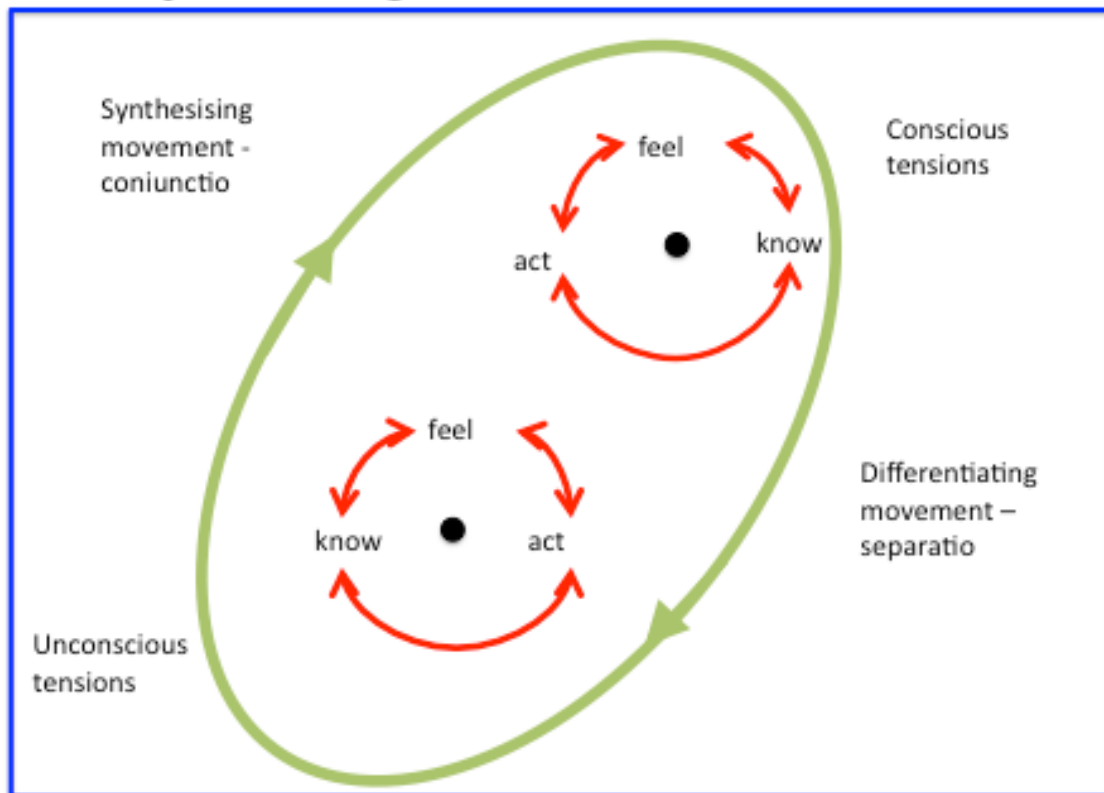 Synthesising
movement -
coniunctio
Conscious
tensions
feel
act
know
feel
know
act
Differentiating
movement –
separatio
Unconscious
tensions